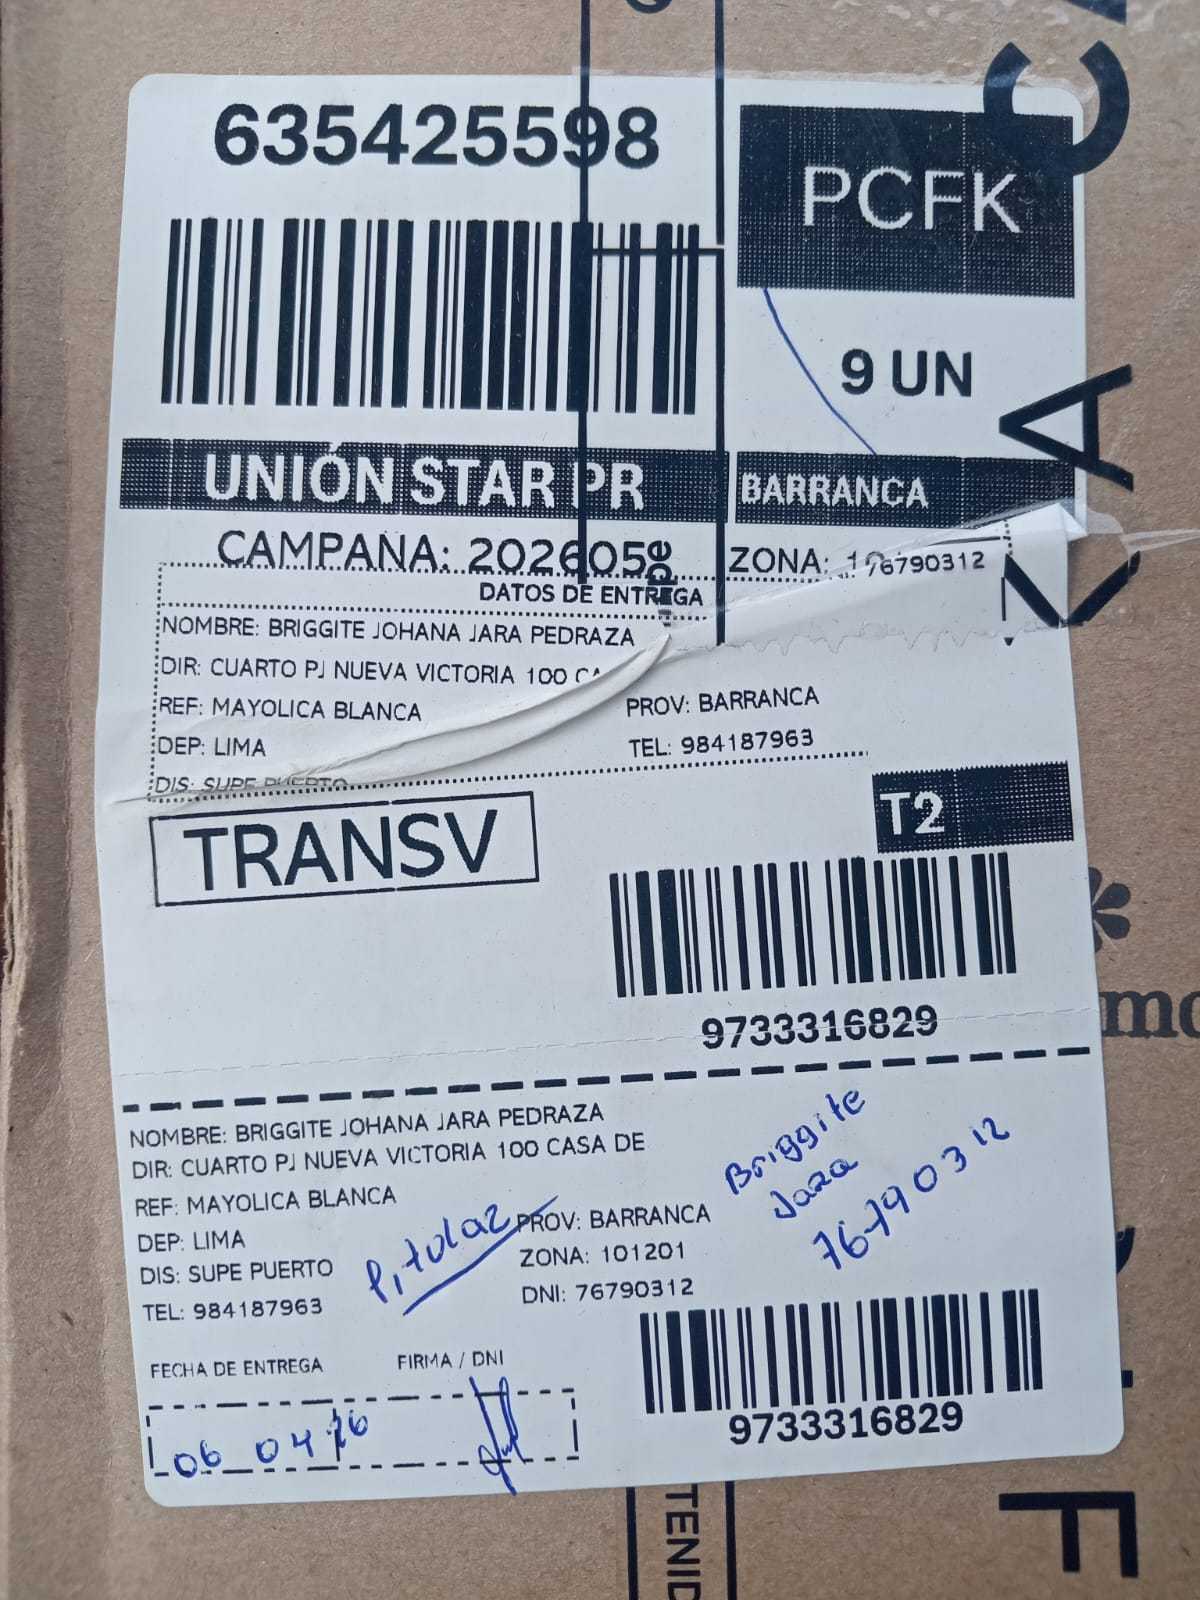 635425598
PCFK
9 UN
UNIÓN STAR PR
BARRANCA
CAMPAÑA: 202605
ZONA:
76790312
DATOS DE ENTREGA
NOMBRE: BRIGGITE JOHANA JARA PEDRAZA
DIR: CUARTO PJ NUEVA VICTORIA 100
REF: MAYOLICA BLANCA
PROV: BARRANCA
DEP: LIMA
TEL: 984187963
DIS: SUPE PUERTO
TRANSV
T2
9733316829
NOMBRE: BRIGGITE JOHANA JARA PEDRAZA
DIR: CUARTO PJ NUEVA VICTORIA 100 CASA DE
REF: MAYOLICA BLANCA
DEP: LIMA
PROV: BARRANCA
DIS: SUPE PUERTO
ZONA: 101201
TEL: 984187963
DNI: 76790312
Briggite
Jara
76790312
FECHA DE ENTREGA
FIRMA / DNI
06 04
9733316829